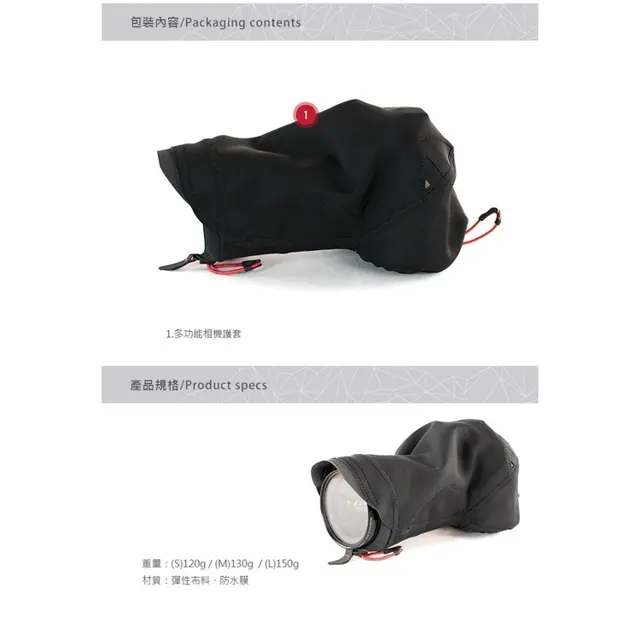 包裝內容/Packaging contents
1
1.多功能相機護套
產品規格/Product specs
重量：(S)120g / (M)130g / (L)150g
材質：彈性布料、防水膜